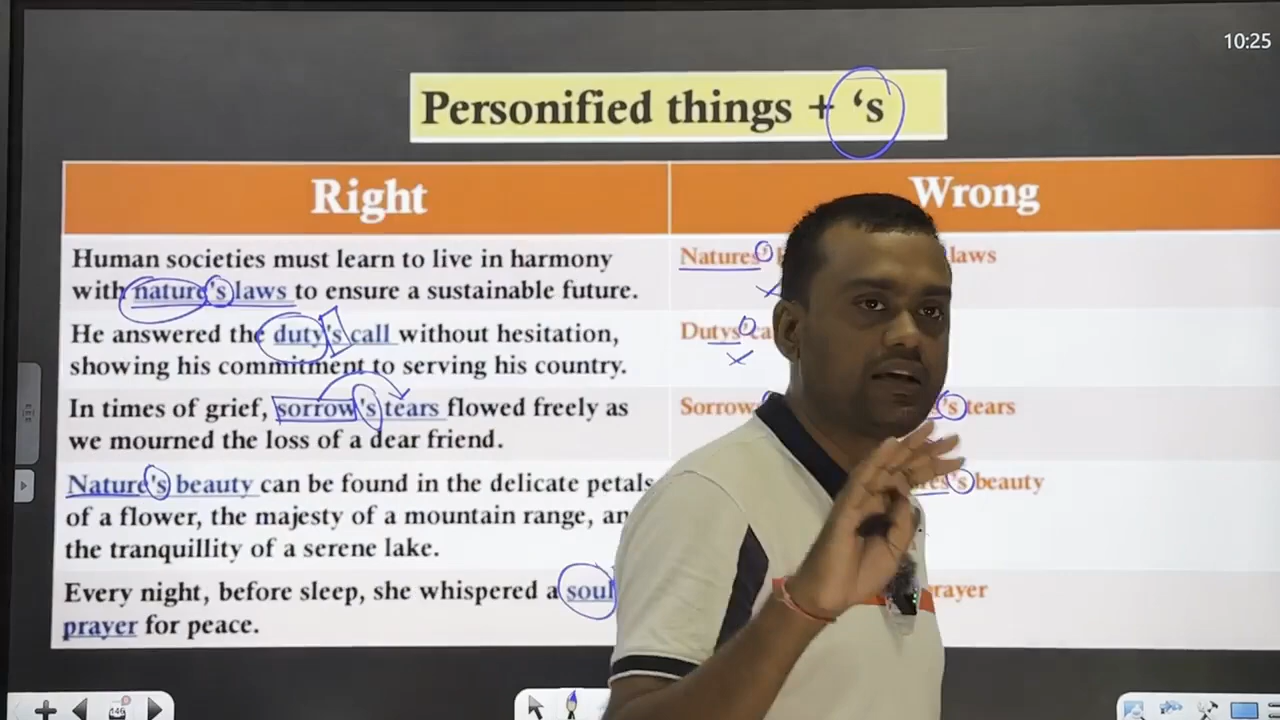 10:25
Personified things + ‘s
Right
Wrong
Human societies must learn to live in harmony
with nature's laws to ensure a sustainable future.
Natures' laws
He answered the duty's call without hesitation,
showing his commitment to serving his country.
Dutys'
In times of grief, sorrow's tears flowed freely as
we mourned the loss of a dear friend.
's tears
Nature's beauty can be found in the delicate petals
of a flower, the majesty of a mountain range,
the tranquillity of a serene lake.
's beauty
Every night, before sleep, she whispered a
prayer for peace.
146